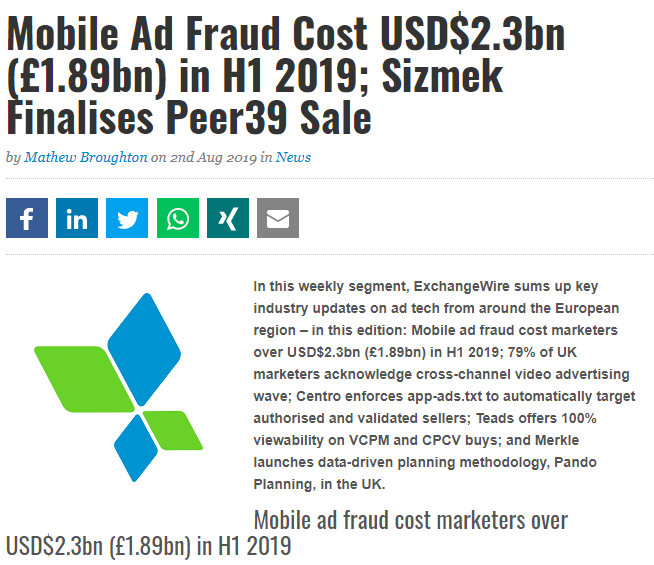 Mobile Ad Fraud Cost USD$2.3bn
(£1.89bn) in H1 2019; Sizmek
Finalises Peer39 Sale
by Mathew Broughton on 2nd Aug 2019 in News
In this weekly segment, ExchangeWire sums up key
industry updates on ad tech from around the European
region – in this edition: Mobile ad fraud cost marketers
over USD$2.3bn (£1.89bn) in H1 2019; 79% of UK
marketers acknowledge cross-channel video advertising
wave; Centro enforces app-ads.txt to automatically target
authorised and validated sellers; Teads offers 100%
viewability on VCPM and CPCV buys; and Merkle
launches data-driven planning methodology, Pando
Planning, in the UK.
Mobile ad fraud cost marketers over
USD$2.3bn (£1.89bn) in H1 2019